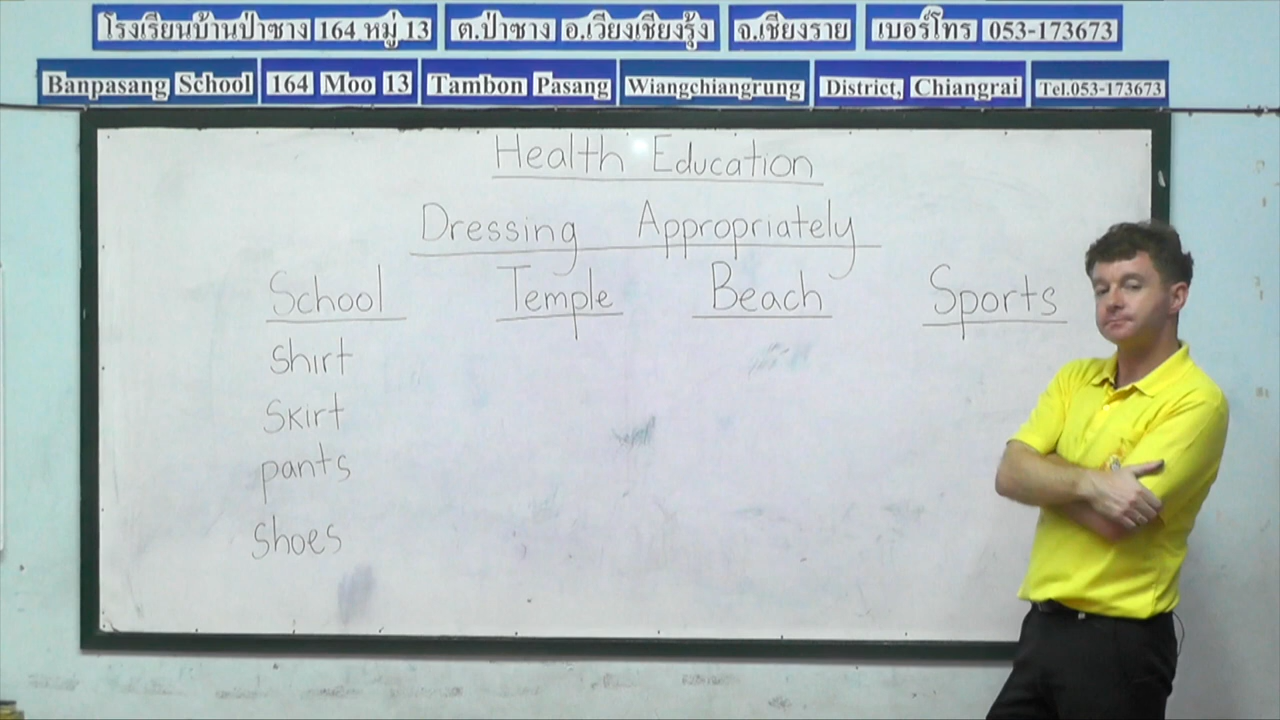 โรงเรียนบ้านป่าซาง 164 หมู่ 13 ต.ป่าซาง อ.เวียงเชียงรุ้ง จ.เชียงราย เบอร์โทร 053-173673
Banpasang School 164 Moo 13 Tambon Pasang Wiangchiangrung District, Chiangrai Tel.053-173673
Health Education
Dressing Appropriately
School Temple Beach Sports
Shirt
Skirt
pants
Shoes